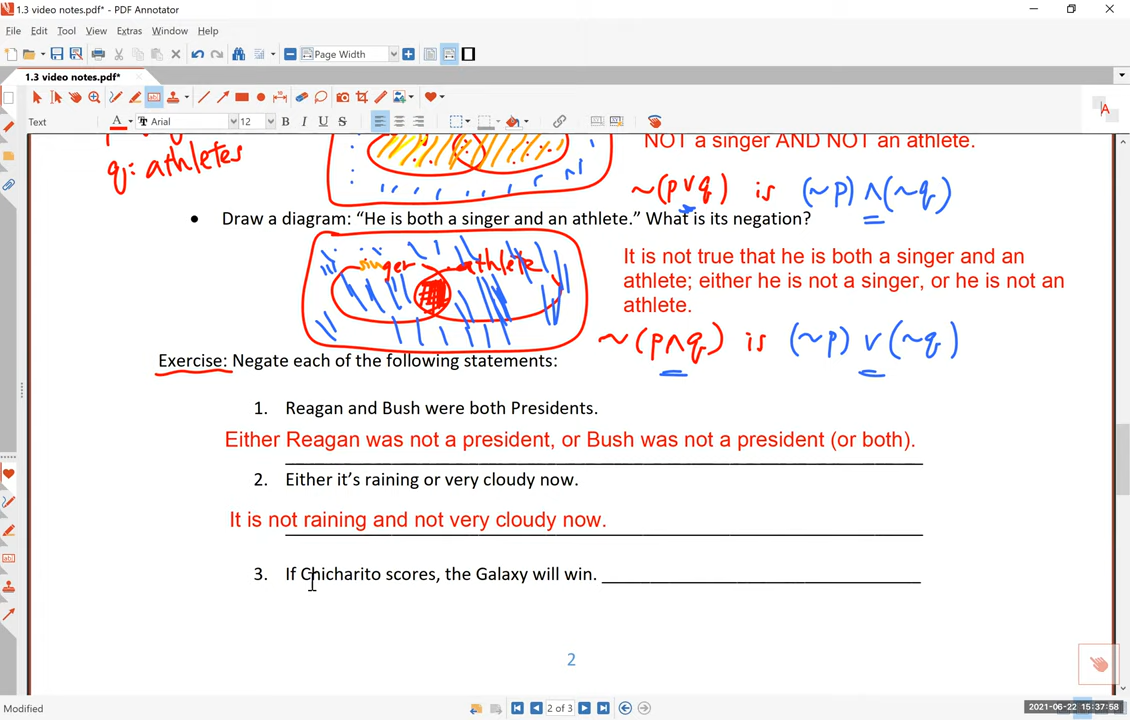 1.3 video notes.pdf* - PDF Annotator
File Edit Tool View Extras Window Help
Page Width
1.3 video notes.pdf*
Text Arial 12 B I U S A
q: athletes
NOT a singer AND NOT an athlete.
~(p∨q) is (~p) ∧(~q)
• Draw a diagram: “He is both a singer and an athlete.” What is its negation?
singer athlete
It is not true that he is both a singer and an
athlete; either he is not a singer, or he is not an
athlete.
~(p∧q) is (~p) ∨ (~q)
Exercise: Negate each of the following statements:
1. Reagan and Bush were both Presidents.
Either Reagan was not a president, or Bush was not a president (or both).
2. Either it’s raining or very cloudy now.
It is not raining and not very cloudy now.
3. If Chicharito scores, the Galaxy will win.
2
2 of 3
Modified
2021-06-22 15:37:58